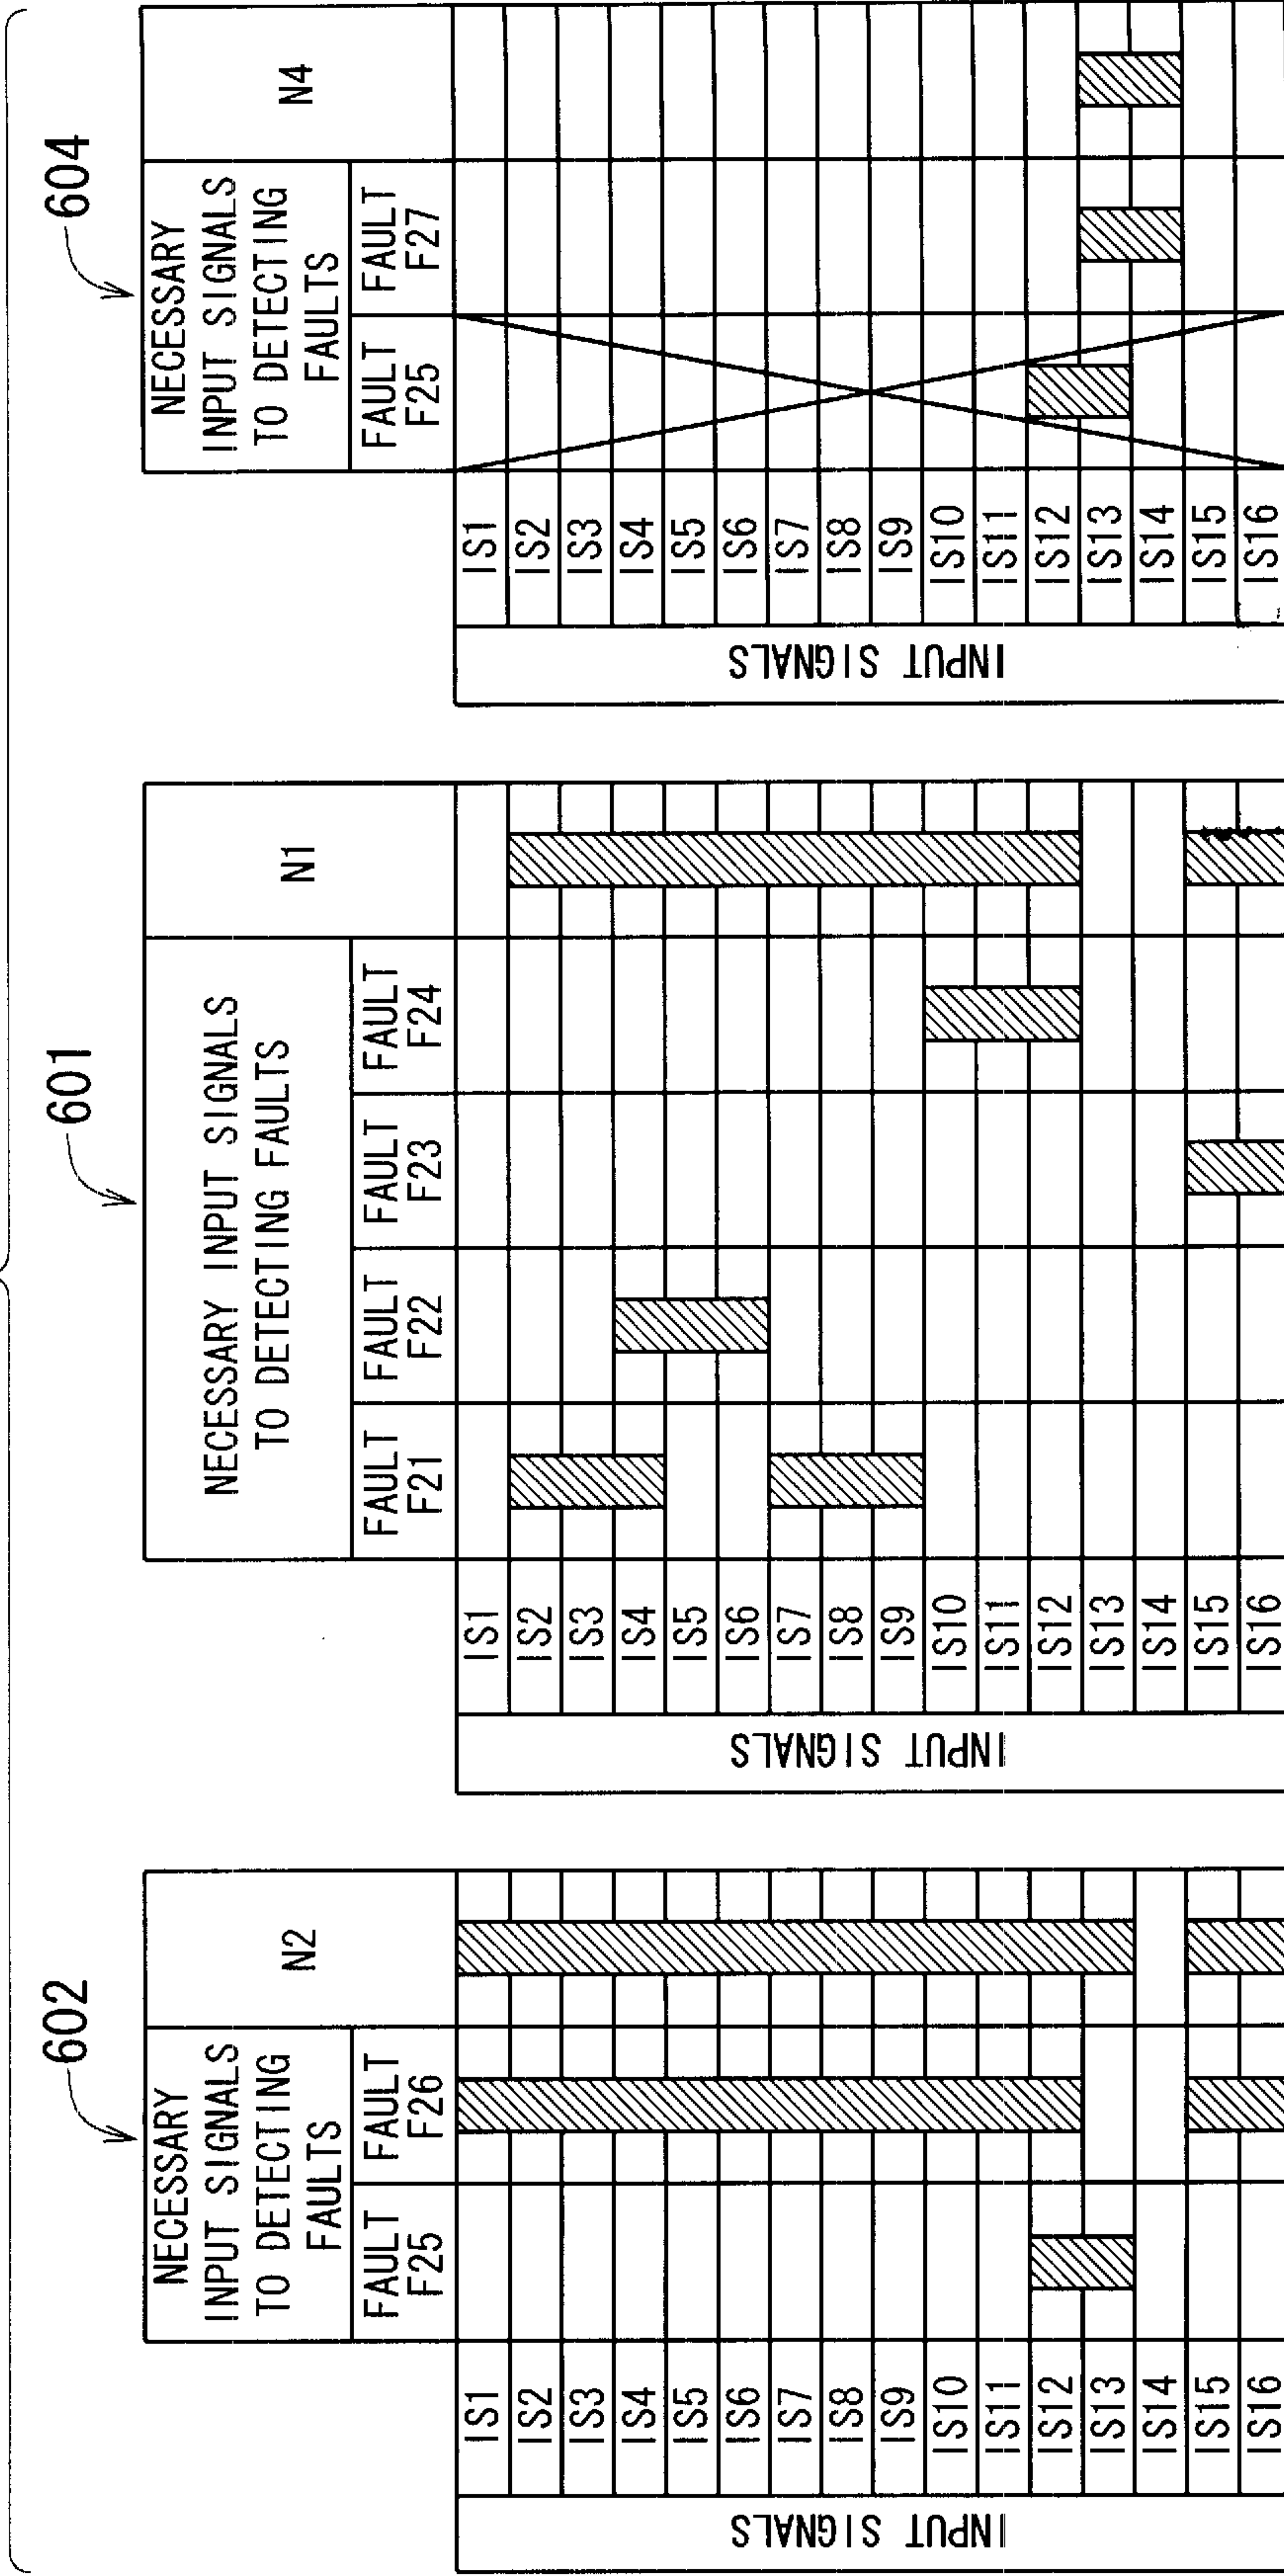 602
NECESSARY
INPUT SIGNALS
TO DETECTING
FAULTS
N2
FAULT
F25
FAULT
F26
INPUT SIGNALS
IS1
IS2
IS3
IS4
IS5
IS6
IS7
IS8
IS9
IS10
IS11
IS12
IS13
IS14
IS15
IS16
601
NECESSARY INPUT SIGNALS
TO DETECTING FAULTS
N1
FAULT
F21
FAULT
F22
FAULT
F23
FAULT
F24
INPUT SIGNALS
IS1
IS2
IS3
IS4
IS5
IS6
IS7
IS8
IS9
IS10
IS11
IS12
IS13
IS14
IS15
IS16
604
NECESSARY
INPUT SIGNALS
TO DETECTING
FAULTS
N4
FAULT
F25
FAULT
F27
INPUT SIGNALS
IS1
IS2
IS3
IS4
IS5
IS6
IS7
IS8
IS9
IS10
IS11
IS12
IS13
IS14
IS15
IS16